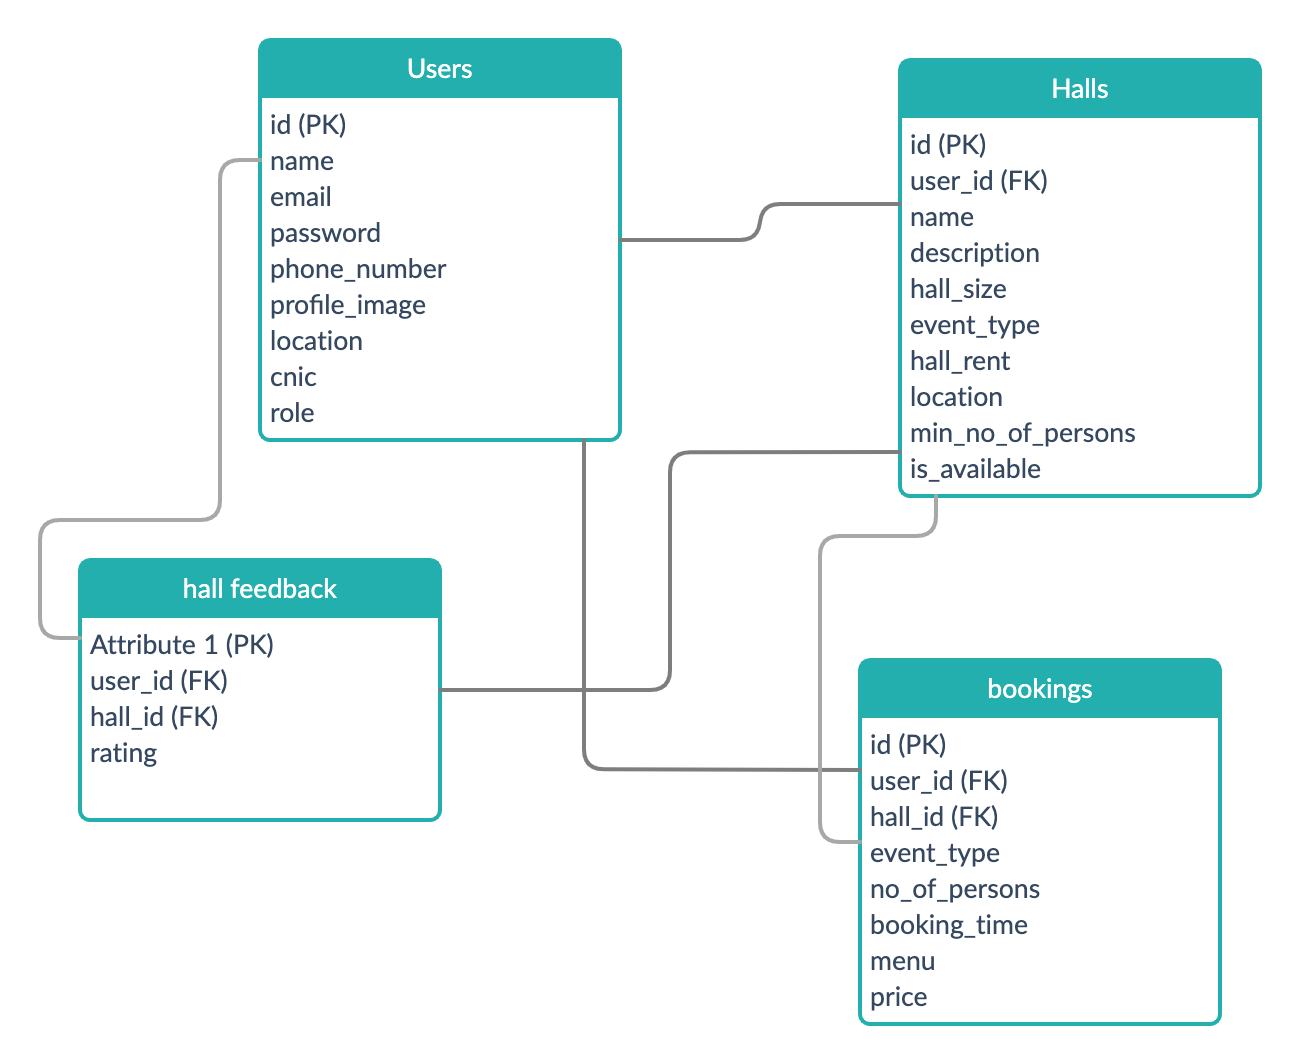 Users
id (PK)
name
email
password
phone_number
profile_image
location
cnic
role
Halls
id (PK)
user_id (FK)
name
description
hall_size
event_type
hall_rent
location
min_no_of_persons
is_available
hall feedback
Attribute 1 (PK)
user_id (FK)
hall_id (FK)
rating
bookings
id (PK)
user_id (FK)
hall_id (FK)
event_type
no_of_persons
booking_time
menu
price